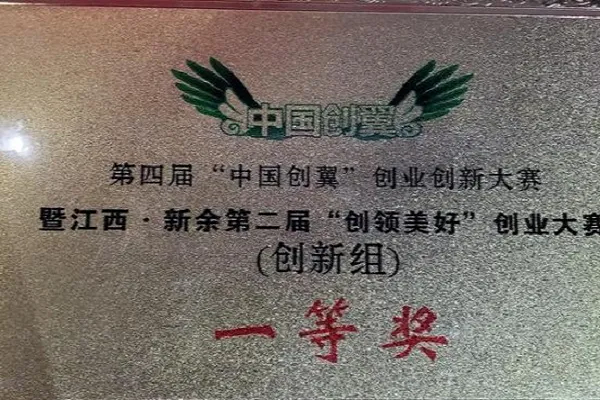 中国创翼
第四届“中国创翼”创业创新大赛
暨江西·新余第二届“创领美好”创业大赛
(创新组)
一等奖